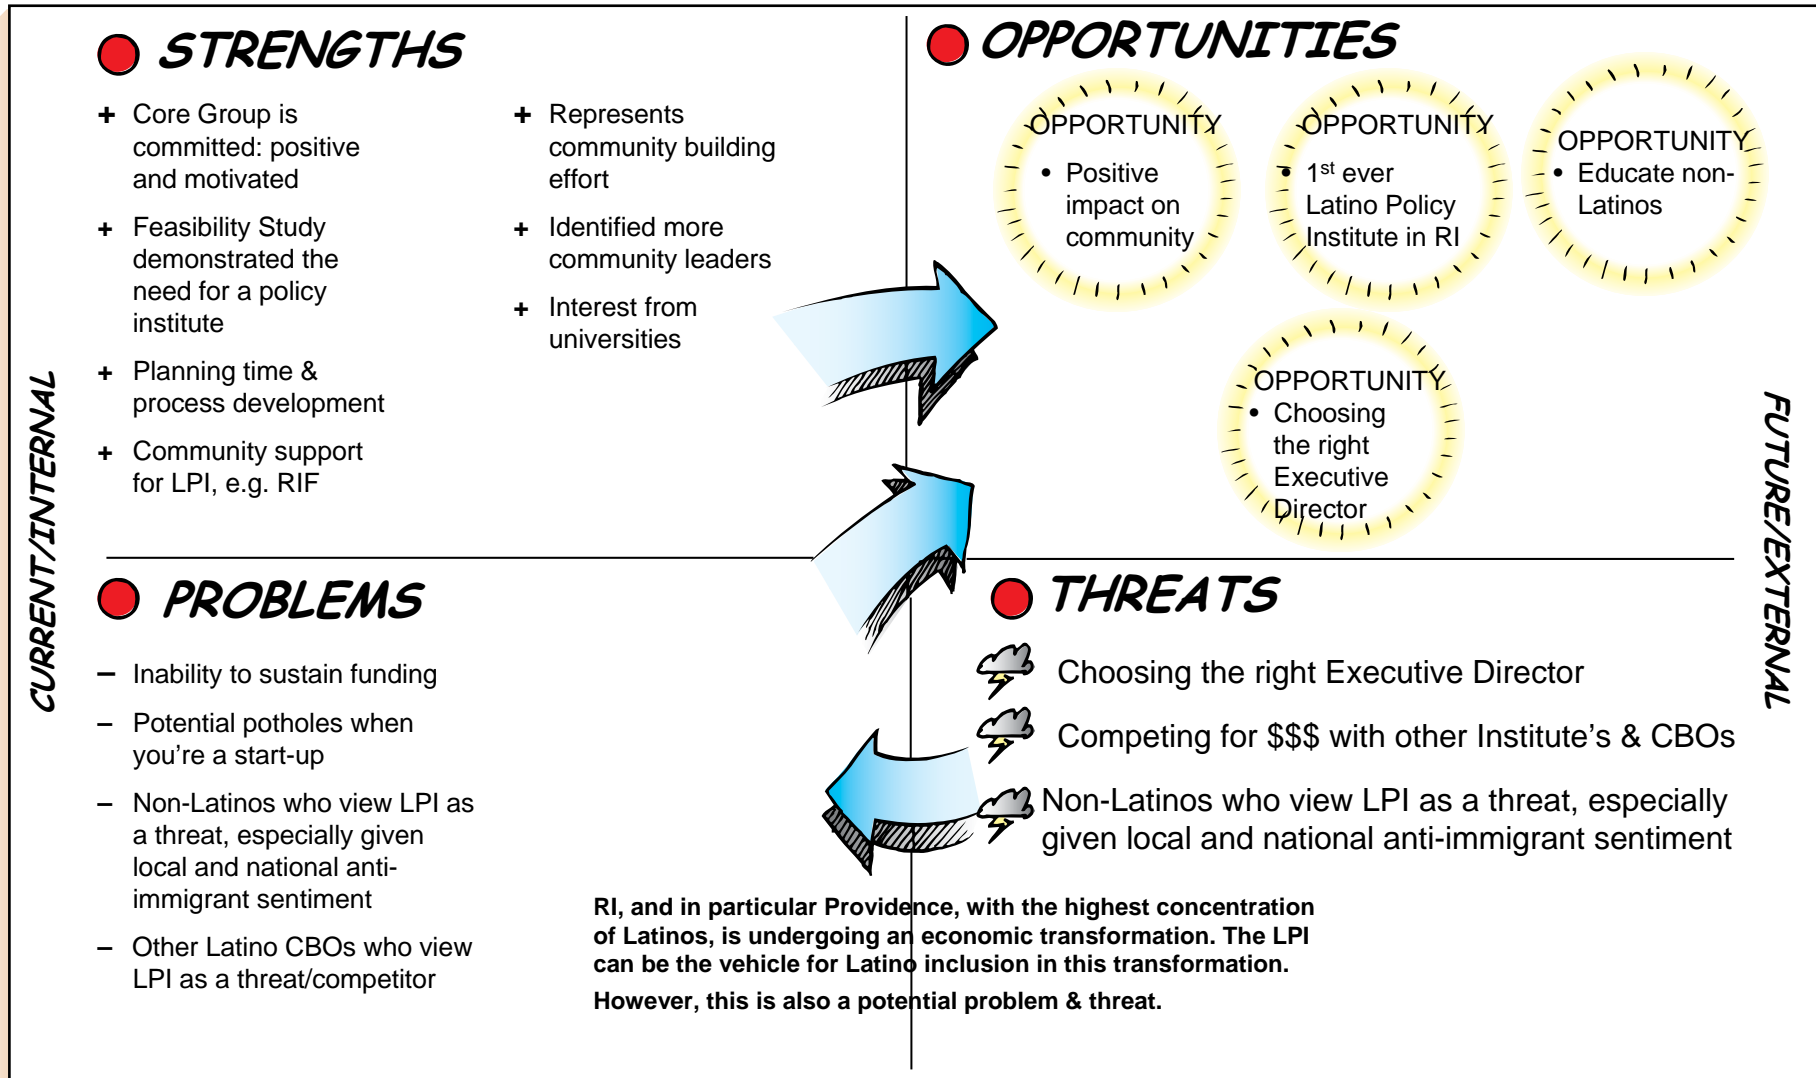 STRENGTHS
+ Core Group is
committed: positive
and motivated
+ Feasibility Study
demonstrated the
need for a policy
institute
+ Planning time &
process development
+ Community support
for LPI, e.g. RIF
+ Represents
community building
effort
+ Identified more
community leaders
+ Interest from
universities
OPPORTUNITIES
OPPORTUNITY
• Positive
impact on
community
OPPORTUNITY
• 1st ever
Latino Policy
Institute in RI
OPPORTUNITY
• Educate non-
Latinos
OPPORTUNITY
• Choosing
the right
Executive
Director
CURRENT/INTERNAL
FUTURE/EXTERNAL
PROBLEMS
– Inability to sustain funding
– Potential potholes when
you’re a start-up
– Non-Latinos who view LPI as
a threat, especially given
local and national anti-
immigrant sentiment
– Other Latino CBOs who view
LPI as a threat/competitor
THREATS
Choosing the right Executive Director
Competing for $$$ with other Institute’s & CBOs
Non-Latinos who view LPI as a threat, especially
given local and national anti-immigrant sentiment
RI, and in particular Providence, with the highest concentration
of Latinos, is undergoing an economic transformation. The LPI
can be the vehicle for Latino inclusion in this transformation.
However, this is also a potential problem & threat.